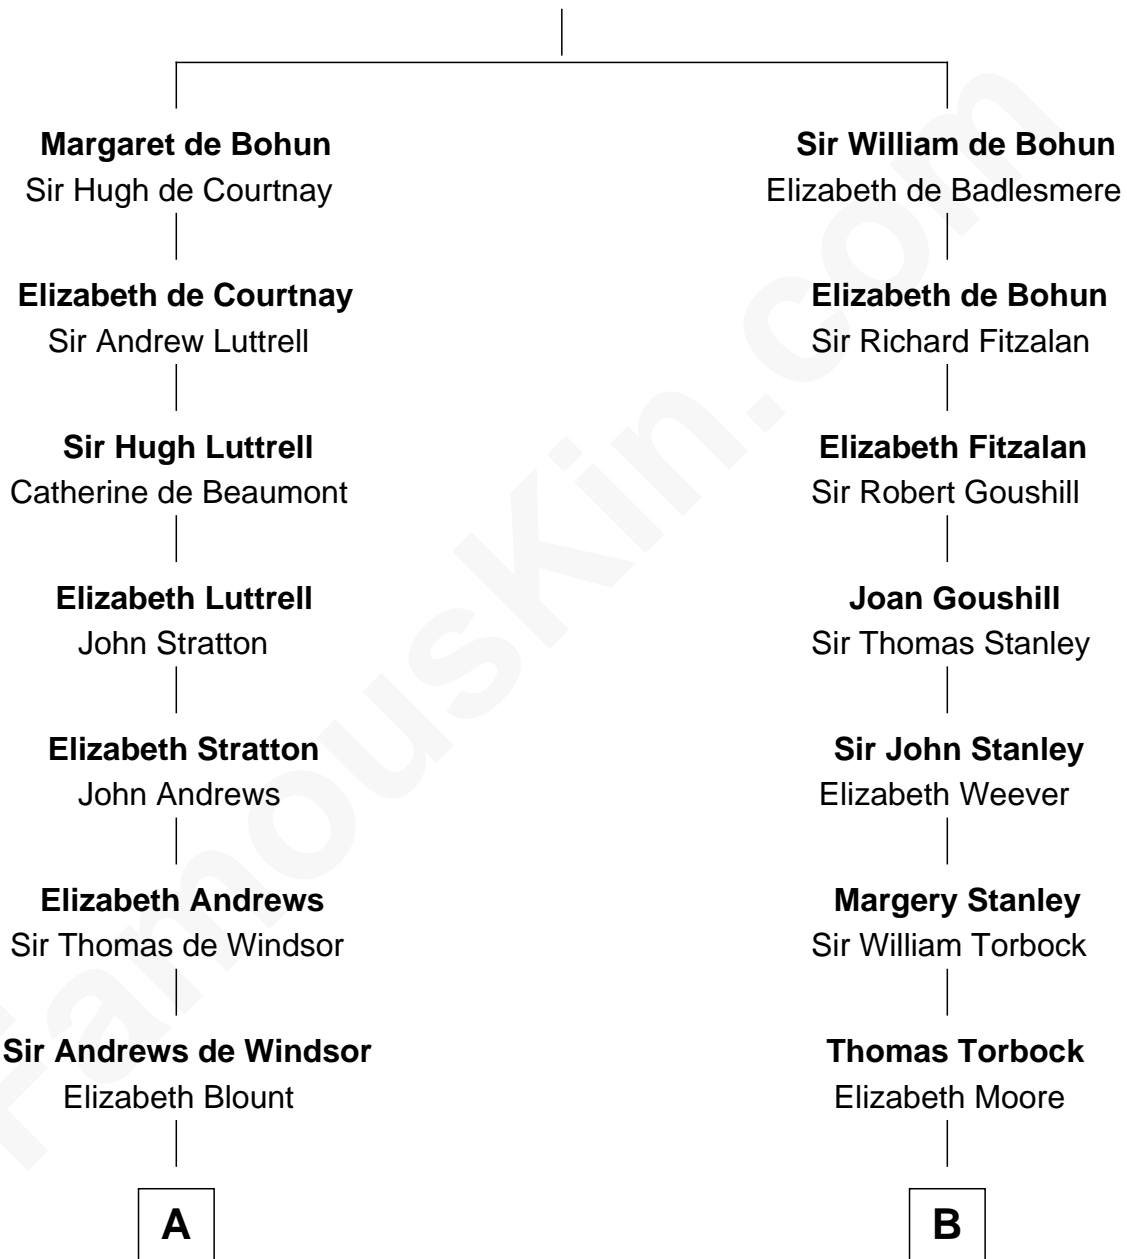 Margaret de Bohun
Sir Hugh de Courtnay
Elizabeth de Courtnay
Sir Andrew Luttrell
Sir Hugh Luttrell
Catherine de Beaumont
Elizabeth Luttrell
John Stratton
Elizabeth Stratton
John Andrews
Elizabeth Andrews
Sir Thomas de Windsor
Sir Andrews de Windsor
Elizabeth Blount
A
Sir William de Bohun
Elizabeth de Badlesmere
Elizabeth de Bohun
Sir Richard Fitzalan
Elizabeth Fitzalan
Sir Robert Goushill
Joan Goushill
Sir Thomas Stanley
Sir John Stanley
Elizabeth Weever
Margery Stanley
Sir William Torbock
Thomas Torbock
Elizabeth Moore
B
FamousKin.com